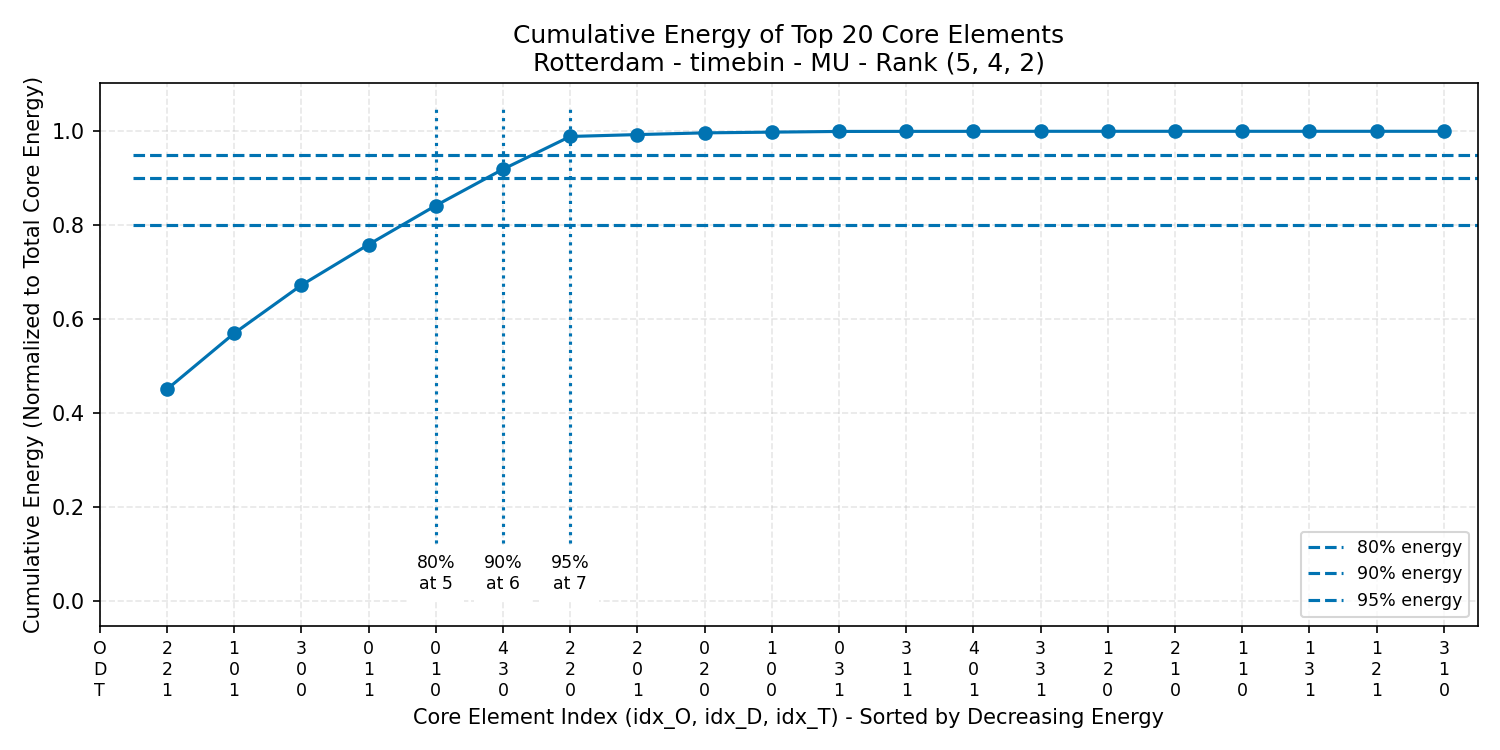 Cumulative Energy of Top 20 Core Elements
Rotterdam - timebin - MU - Rank (5, 4, 2)
Cumulative Energy (Normalized to Total Core Energy)
1.0
0.8
0.6
0.4
0.2
0.0
80% at 5
90% at 6
95% at 7
80% energy
90% energy
95% energy
O 2 1 3 0 0 4 2 2 0 1 0 3 4 3 1 2 1 1 1 3
D 2 0 0 1 1 3 2 0 2 0 3 1 0 3 2 1 1 3 2 1
T 1 1 0 1 0 0 0 1 0 0 1 1 1 1 0 0 0 1 1 0
Core Element Index (idx_O, idx_D, idx_T) - Sorted by Decreasing Energy